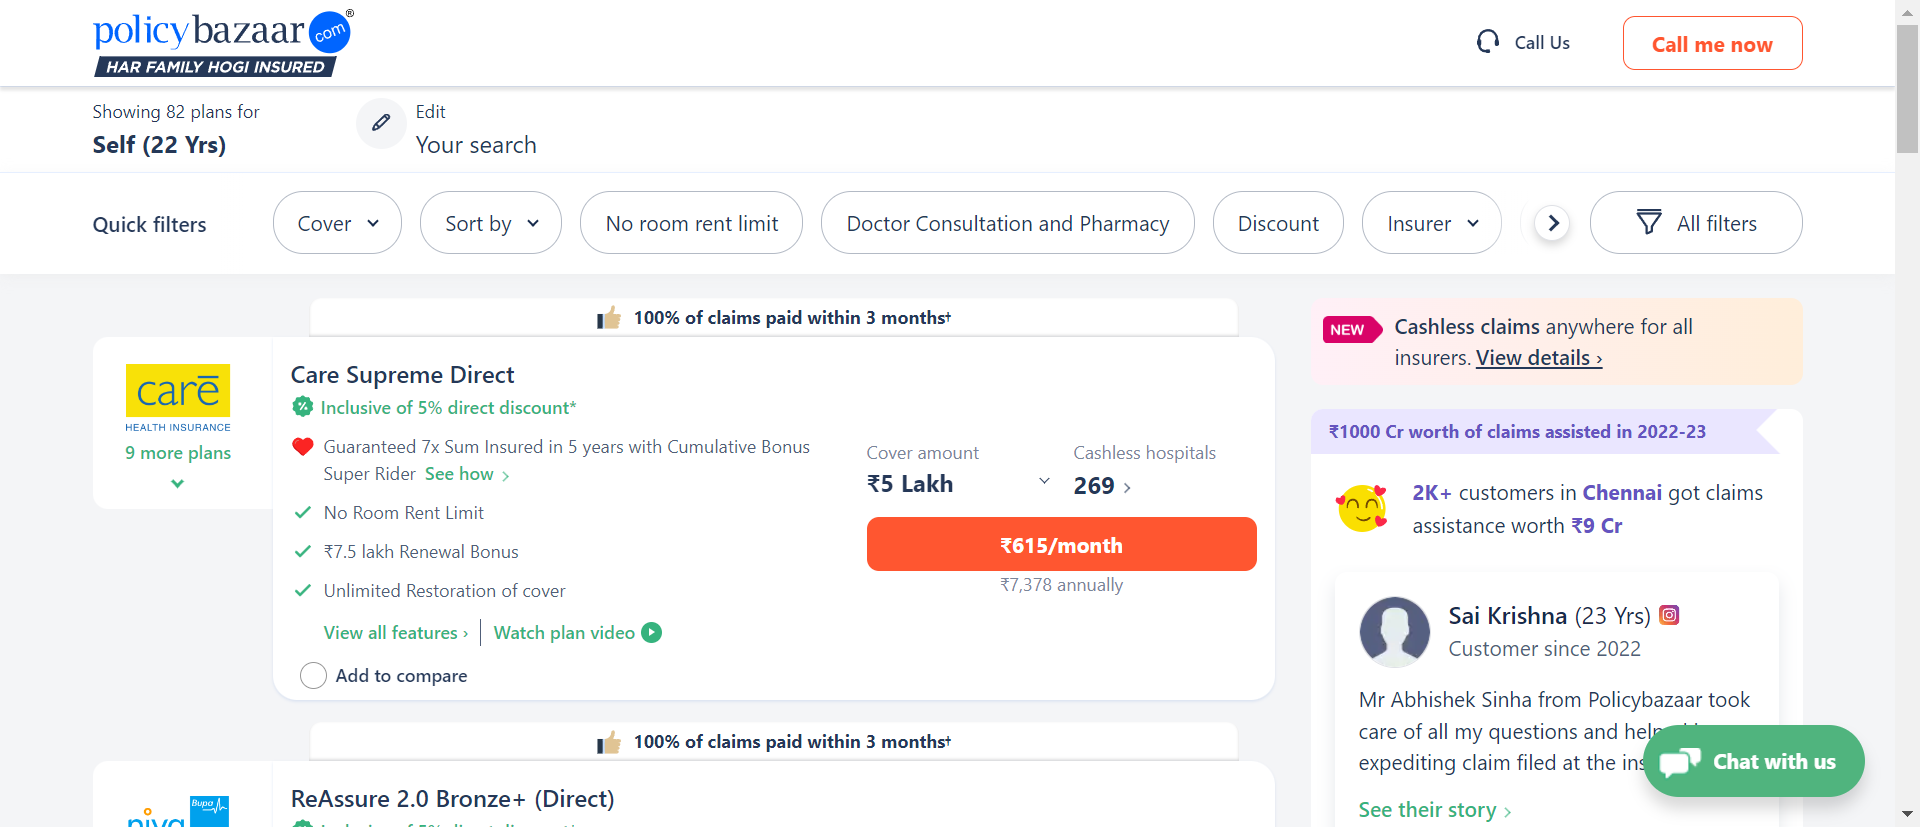 policybazaar.com®
HAR FAMILY HOGI INSURED
Call Us
Call me now
Showing 82 plans for
Self (22 Yrs)
Edit
Your search
Quick filters
Cover
Sort by
No room rent limit
Doctor Consultation and Pharmacy
Discount
Insurer
All filters
100% of claims paid within 3 months†
carē
HEALTH INSURANCE
9 more plans
Care Supreme Direct
Inclusive of 5% direct discount*
Guaranteed 7x Sum Insured in 5 years with Cumulative Bonus
Super Rider See how ›
No Room Rent Limit
₹7.5 lakh Renewal Bonus
Unlimited Restoration of cover
View all features › | Watch plan video
Add to compare
Cover amount
₹5 Lakh
Cashless hospitals
269 ›
₹615/month
₹7,378 annually
100% of claims paid within 3 months†
niva
Bupa
ReAssure 2.0 Bronze+ (Direct)
NEW
Cashless claims anywhere for all
insurers. View details ›
₹1000 Cr worth of claims assisted in 2022-23
2K+ customers in Chennai got claims
assistance worth ₹9 Cr
Sai Krishna (23 Yrs)
Customer since 2022
Mr Abhishek Sinha from Policybazaar took
care of all my questions and
expediting claim filed at the
See their story ›
Chat with us